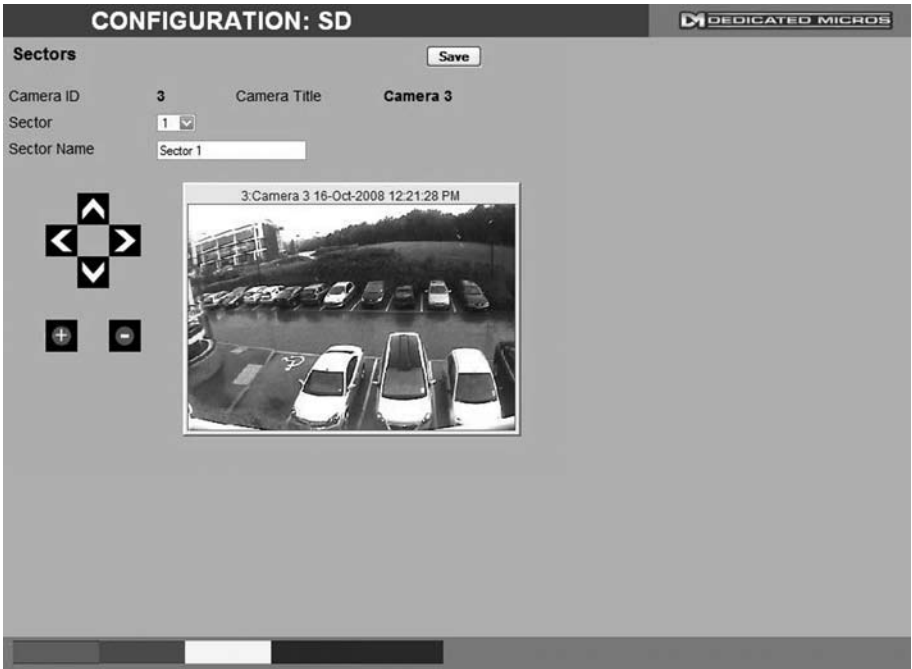 CONFIGURATION: SD
DEDICATED MICROS
Sectors
Save
Camera ID 3 Camera Title Camera 3
Sector 1
Sector Name Sector 1
3:Camera 3 16-Oct-2008 12:21:28 PM